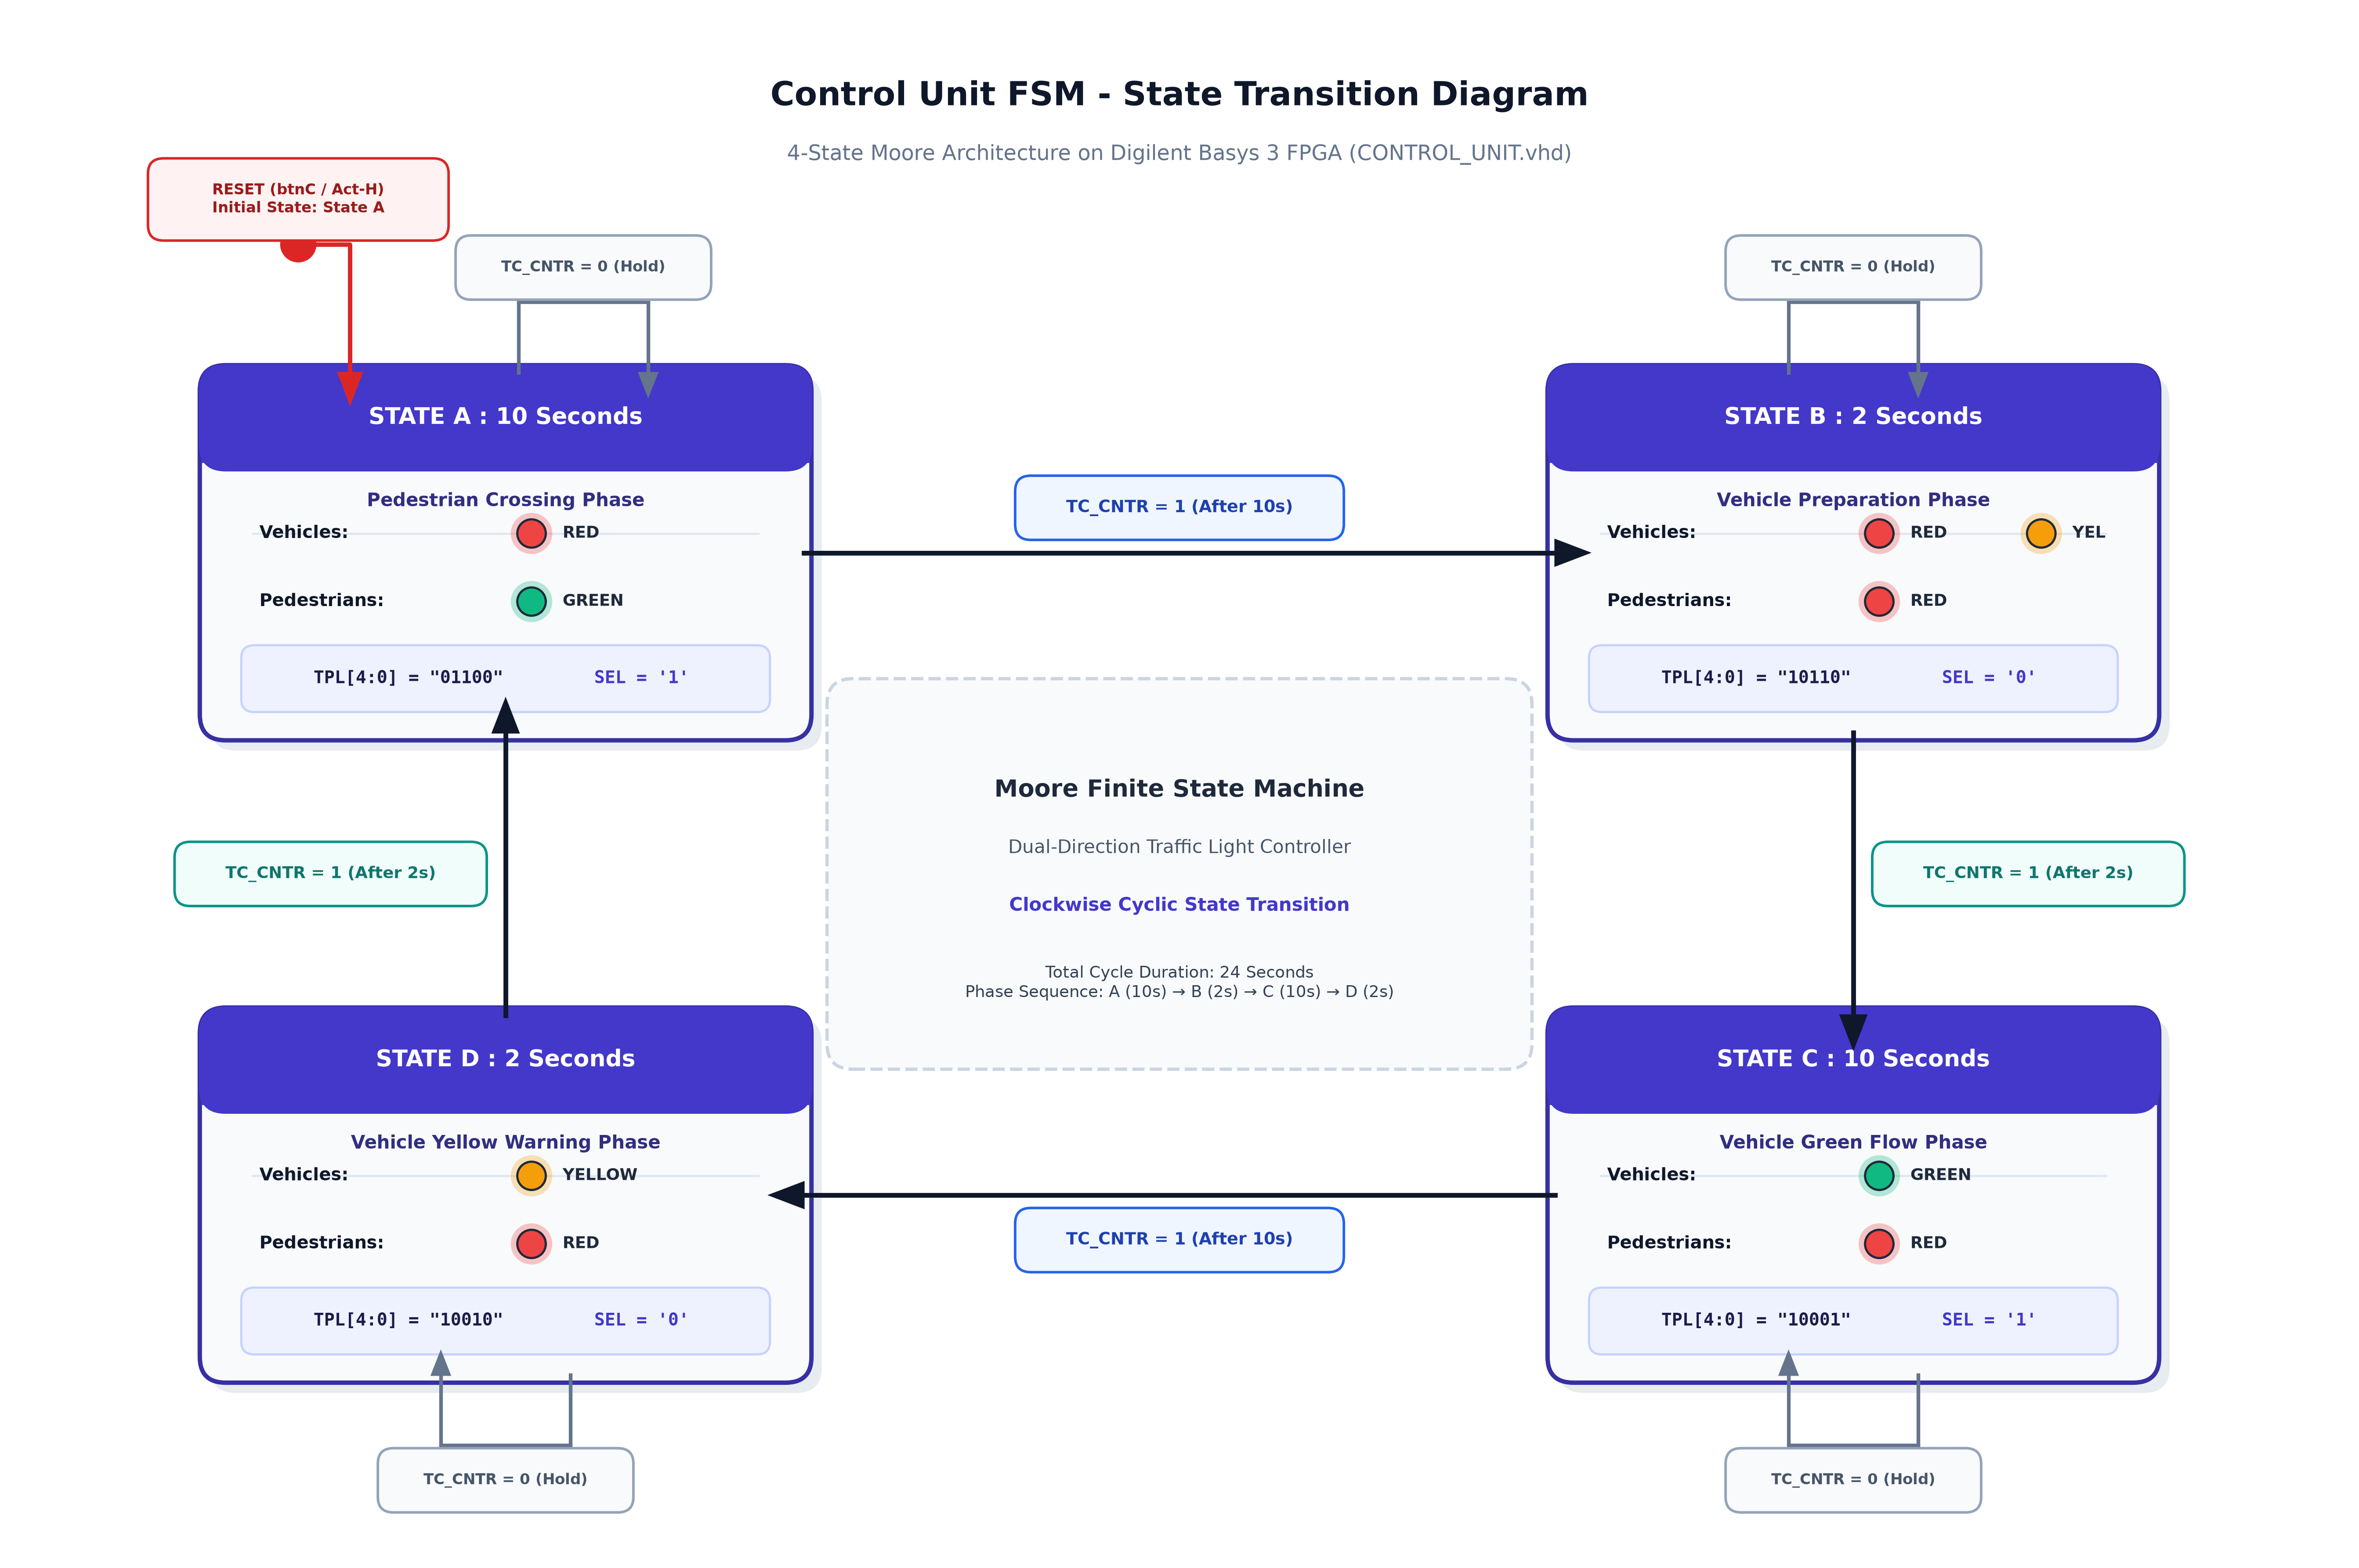 Control Unit FSM - State Transition Diagram
4-State Moore Architecture on Digilent Basys 3 FPGA (CONTROL_UNIT.vhd)
RESET (btnC / Act-H)
Initial State: State A
TC_CNTR = 0 (Hold)
TC_CNTR = 0 (Hold)
STATE A : 10 Seconds
Pedestrian Crossing Phase
Vehicles: RED
Pedestrians: GREEN
TPL[4:0] = "01100" SEL = '1'
TC_CNTR = 1 (After 10s)
STATE B : 2 Seconds
Vehicle Preparation Phase
Vehicles: RED YEL
Pedestrians: RED
TPL[4:0] = "10110" SEL = '0'
Moore Finite State Machine
Dual-Direction Traffic Light Controller
Clockwise Cyclic State Transition
Total Cycle Duration: 24 Seconds
Phase Sequence: A (10s) → B (2s) → C (10s) → D (2s)
TC_CNTR = 1 (After 2s)
TC_CNTR = 1 (After 2s)
STATE D : 2 Seconds
Vehicle Yellow Warning Phase
Vehicles: YELLOW
Pedestrians: RED
TPL[4:0] = "10010" SEL = '0'
TC_CNTR = 1 (After 10s)
STATE C : 10 Seconds
Vehicle Green Flow Phase
Vehicles: GREEN
Pedestrians: RED
TPL[4:0] = "10001" SEL = '1'
TC_CNTR = 0 (Hold)
TC_CNTR = 0 (Hold)